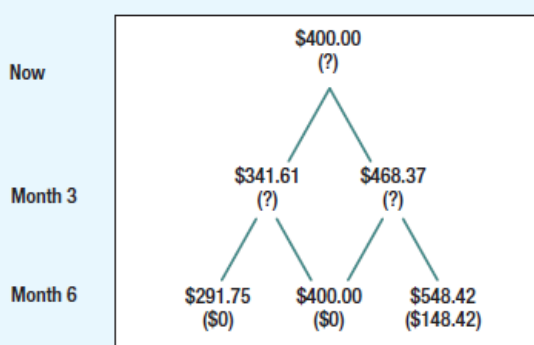 $400.00
(?)
Now
$341.61 $468.37
(?) (?)
Month 3
$291.75 $400.00 $548.42
($0) ($0) ($148.42)
Month 6